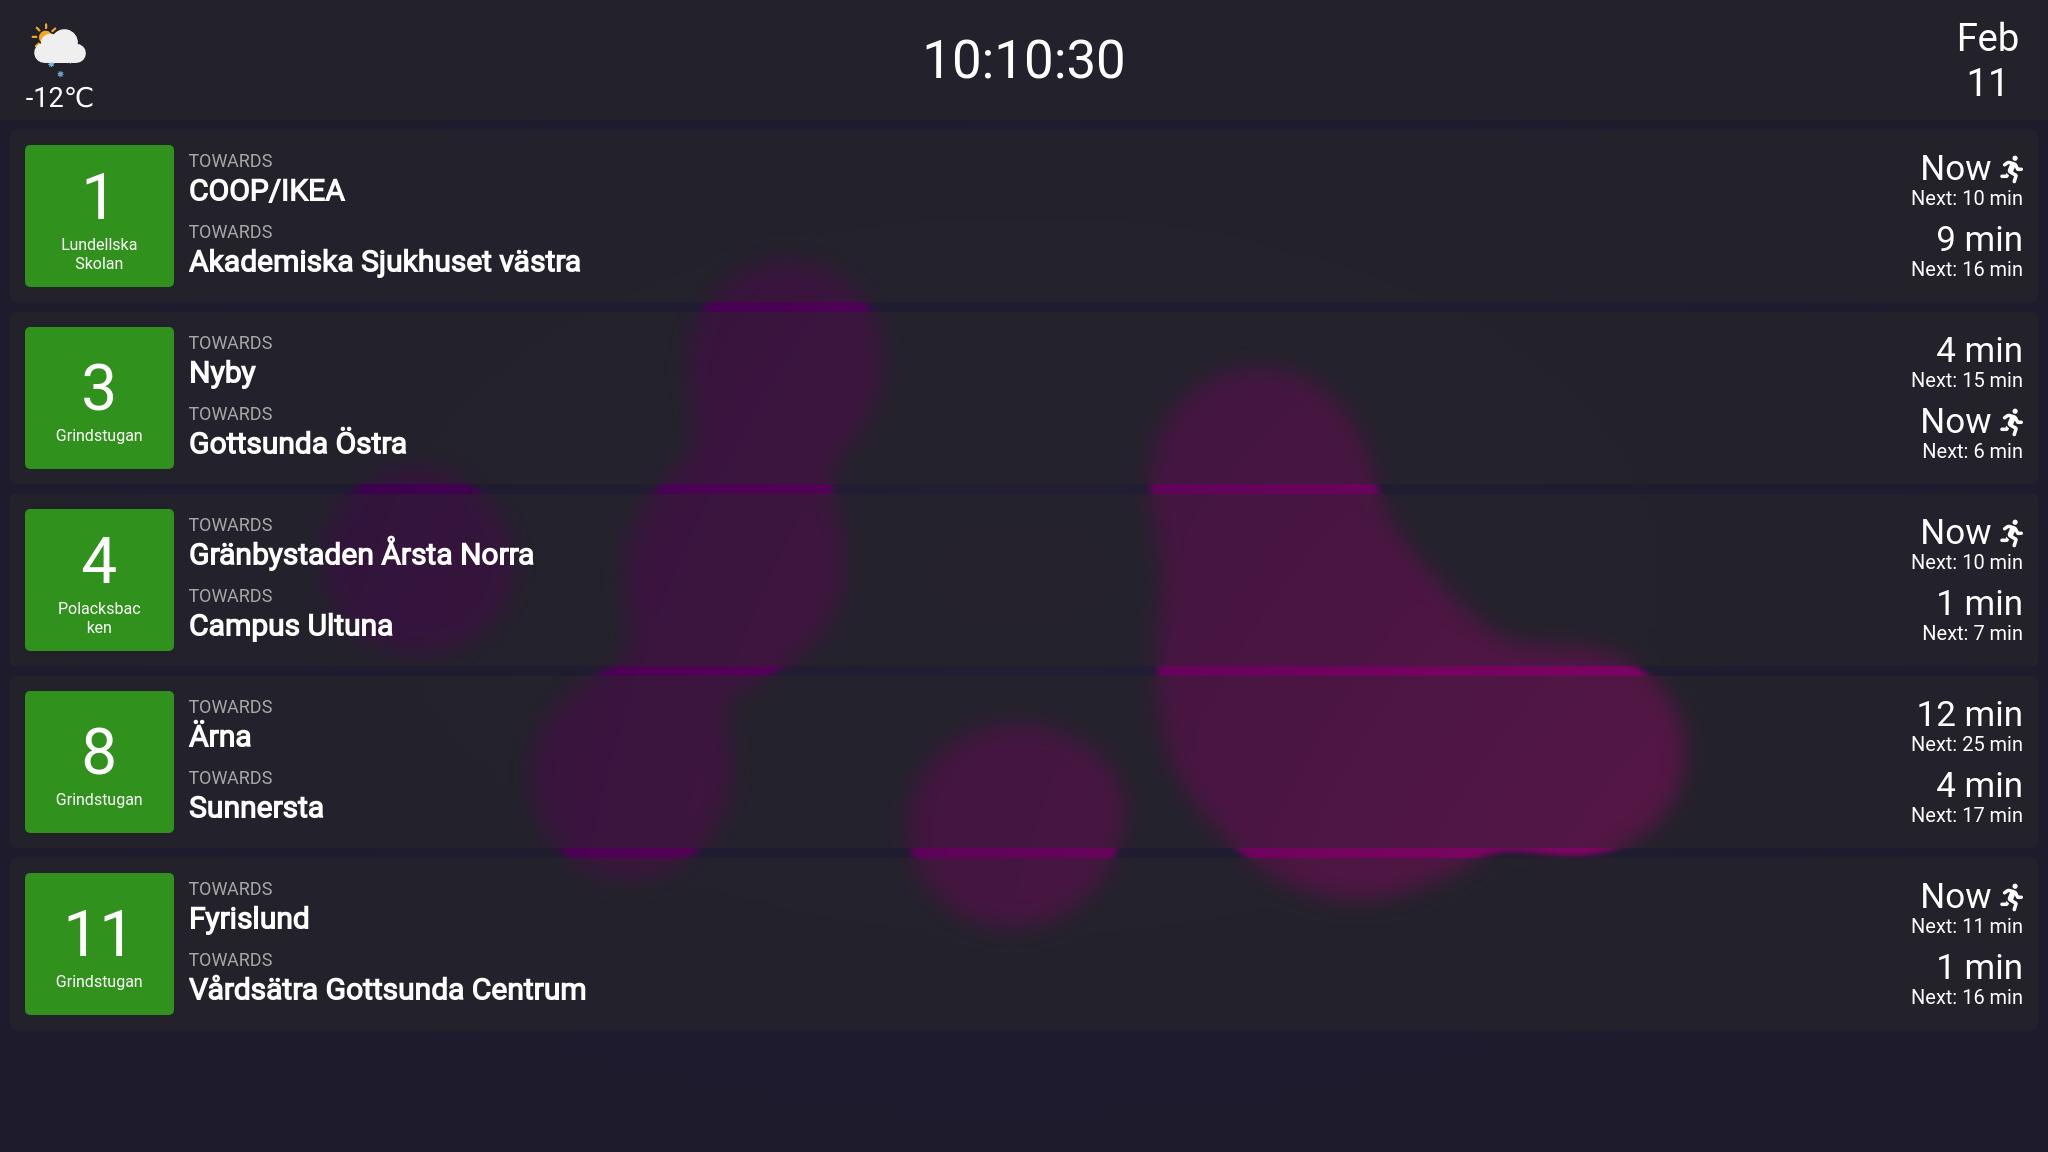 -12°C
10:10:30
Feb
11
1
Lundellska
Skolan
TOWARDS
COOP/IKEA
Now
Next: 10 min
TOWARDS
Akademiska Sjukhuset västra
9 min
Next: 16 min
3
Grindstugan
TOWARDS
Nyby
4 min
Next: 15 min
TOWARDS
Gottsunda Östra
Now
Next: 6 min
4
Polacksbac
ken
TOWARDS
Gränbystaden Årsta Norra
Now
Next: 10 min
TOWARDS
Campus Ultuna
1 min
Next: 7 min
8
Grindstugan
TOWARDS
Ärna
12 min
Next: 25 min
TOWARDS
Sunnersta
4 min
Next: 17 min
11
Grindstugan
TOWARDS
Fyrislund
Now
Next: 11 min
TOWARDS
Vårdsätra Gottsunda Centrum
1 min
Next: 16 min